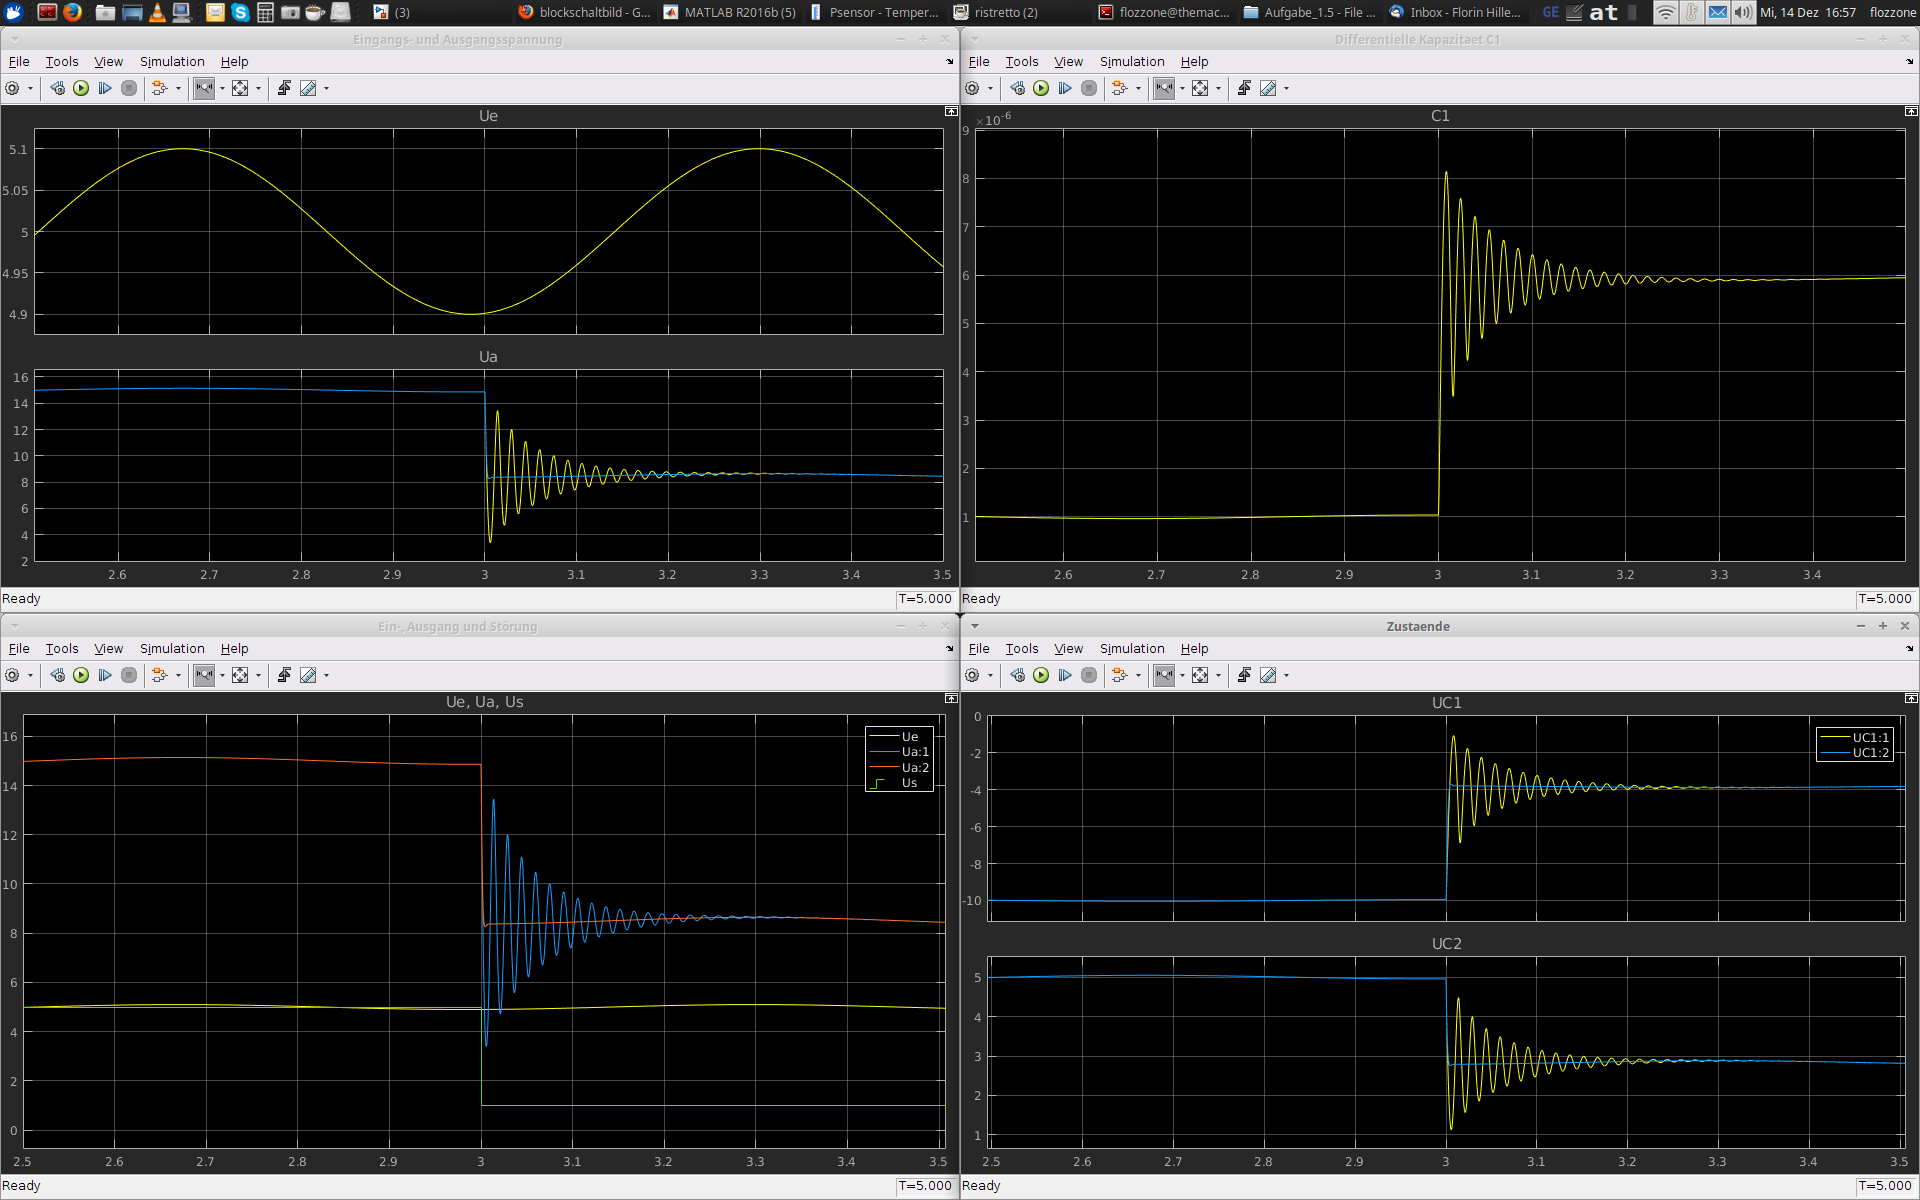 (3) blockschaltbild - G... MATLAB R2016b (5) Psensor - Temper... ristretto (2) flozzone@themac... Aufgabe_1.5 - File ... Inbox - Florin Hille... GE at Mi, 14 Dez 16:57 flozzone
Eingangs- und Ausgangsspannung
File Tools View Simulation Help
Ue
5.1
5.05
5
4.95
4.9
Ua
16
14
12
10
8
6
4
2
2.6 2.7 2.8 2.9 3 3.1 3.2 3.3 3.4 3.5
Ready T=5.000
Differentielle Kapazitaet C1
File Tools View Simulation Help
C1
×10^-6
9
8
7
6
5
4
3
2
1
2.6 2.7 2.8 2.9 3 3.1 3.2 3.3 3.4
Ready T=5.000
Ein-, Ausgang und Störung
File Tools View Simulation Help
Ue, Ua, Us
Ue
Ua:1
Ua:2
Us
16
14
12
10
8
6
4
2
0
2.5 2.6 2.7 2.8 2.9 3 3.1 3.2 3.3 3.4 3.5
Ready T=5.000
Zustaende
File Tools View Simulation Help
UC1
UC1:1
UC1:2
0
-2
-4
-6
-8
-10
UC2
5
4
3
2
1
2.5 2.6 2.7 2.8 2.9 3 3.1 3.2 3.3 3.4 3.5
Ready T=5.000